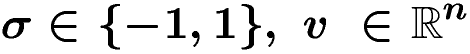 σ ∈ {−1, 1}, v ∈ ℝⁿ